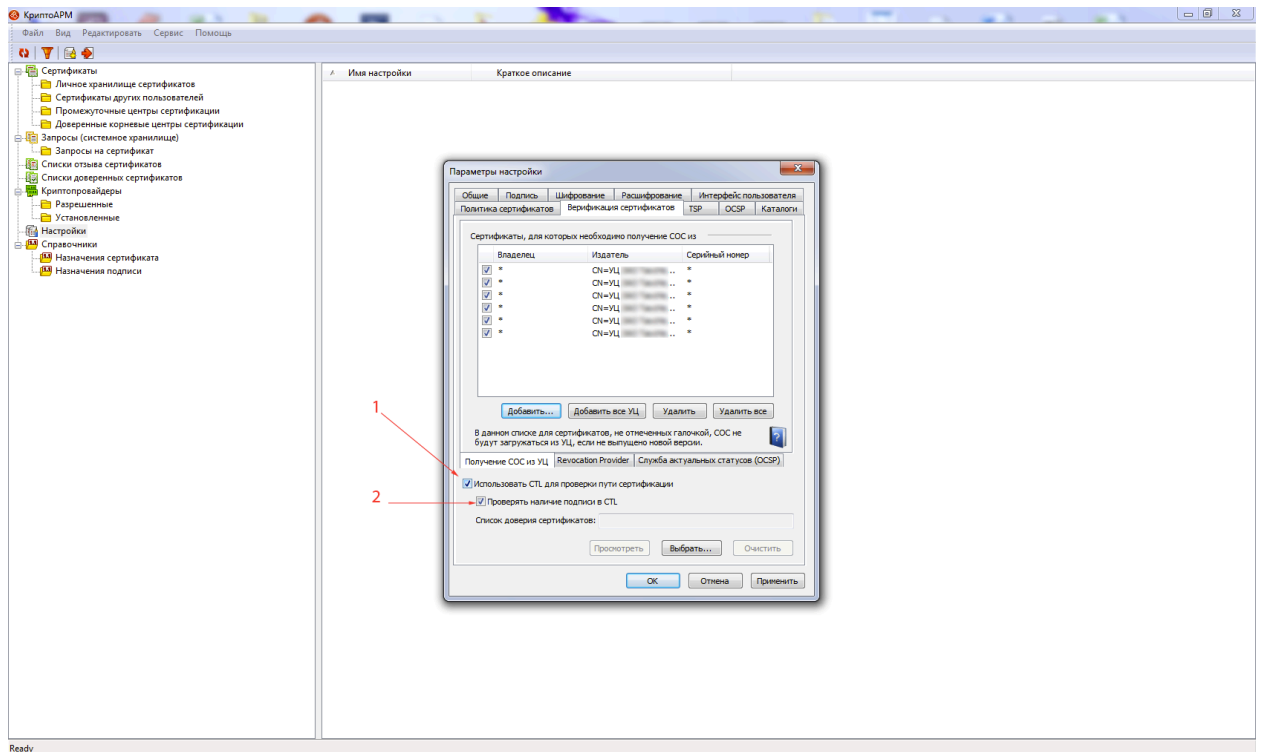 КриптоАРМ
Файл Вид Редактировать Сервис Помощь
Сертификаты
Личное хранилище сертификатов
Сертификаты других пользователей
Промежуточные центры сертификации
Доверенные корневые центры сертификации
Запросы (системное хранилище)
Запросы на сертификат
Списки отзыва сертификатов
Списки доверенных сертификатов
Криптопровайдеры
Разрешенные
Установленные
Настройки
Справочники
Назначения сертификата
Назначения подписи
Имя настройки Краткое описание
Параметры настройки
Общие Подпись Шифрование Расшифрование Интерфейс пользователя
Политика сертификатов Верификация сертификатов TSP OCSP Каталоги
Сертификаты, для которых необходимо получение СОС из
Владелец Издатель Серийный номер
* CN=УЦ .. *
* CN=УЦ .. *
* CN=УЦ .. *
* CN=УЦ .. *
* CN=УЦ .. *
* CN=УЦ .. *
Добавить... Добавить все УЦ Удалить Удалить все
В данном списке для сертификатов, не отмеченных галочкой, СОС не
будут загружаться из УЦ, если не выпущено новой версии.
Получение СОС из УЦ Revocation Provider Служба актуальных статусов (OCSP)
1
Использовать CTL для проверки пути сертификации
2
Проверять наличие подписи в CTL
Список доверия сертификатов:
Просмотреть Выбрать... Очистить
ОК Отмена Применить
Ready